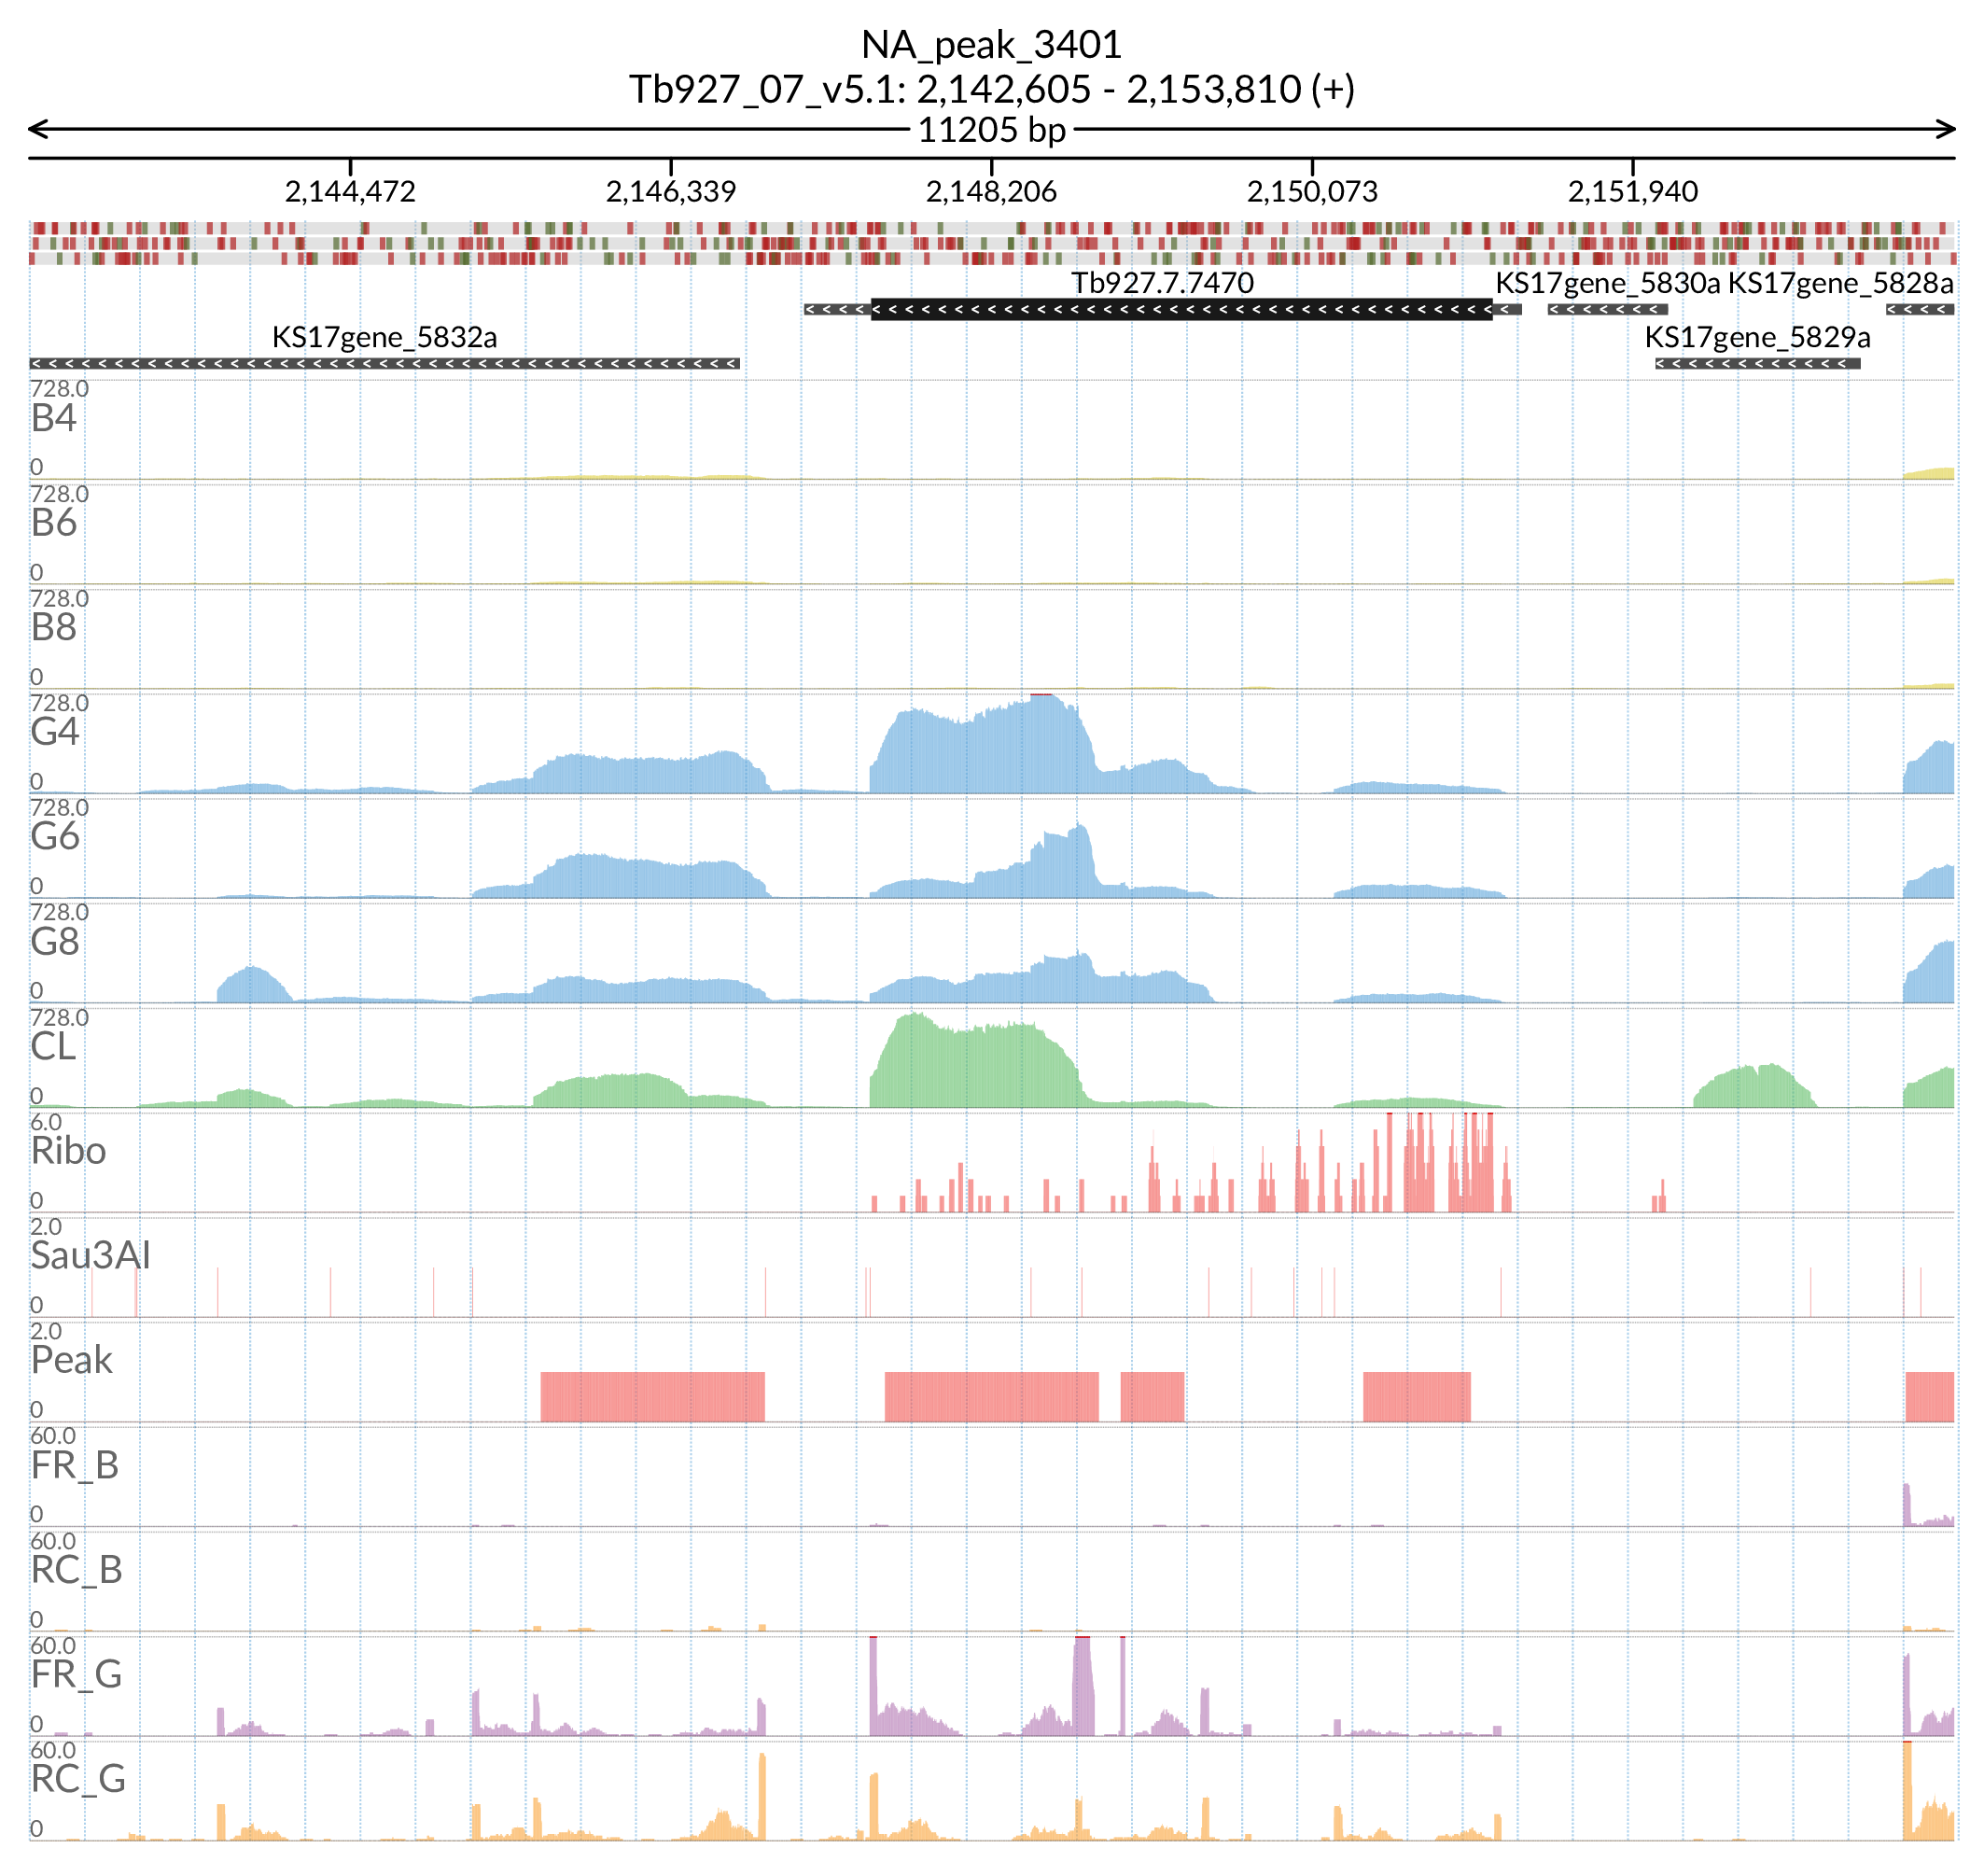 NA_peak_3401
Tb927_07_v5.1: 2,142,605 - 2,153,810 (+)
11205 bp
2,144,472 2,146,339 2,148,206 2,150,073 2,151,940
Tb927.7.7470 KS17gene_5830a KS17gene_5828a
KS17gene_5832a KS17gene_5829a
728.0
B4
0
728.0
B6
0
728.0
B8
0
728.0
G4
0
728.0
G6
0
728.0
G8
0
728.0
CL
0
6.0
Ribo
0
2.0
Sau3AI
0
2.0
Peak
0
60.0
FR_B
0
60.0
RC_B
0
60.0
FR_G
0
60.0
RC_G
0